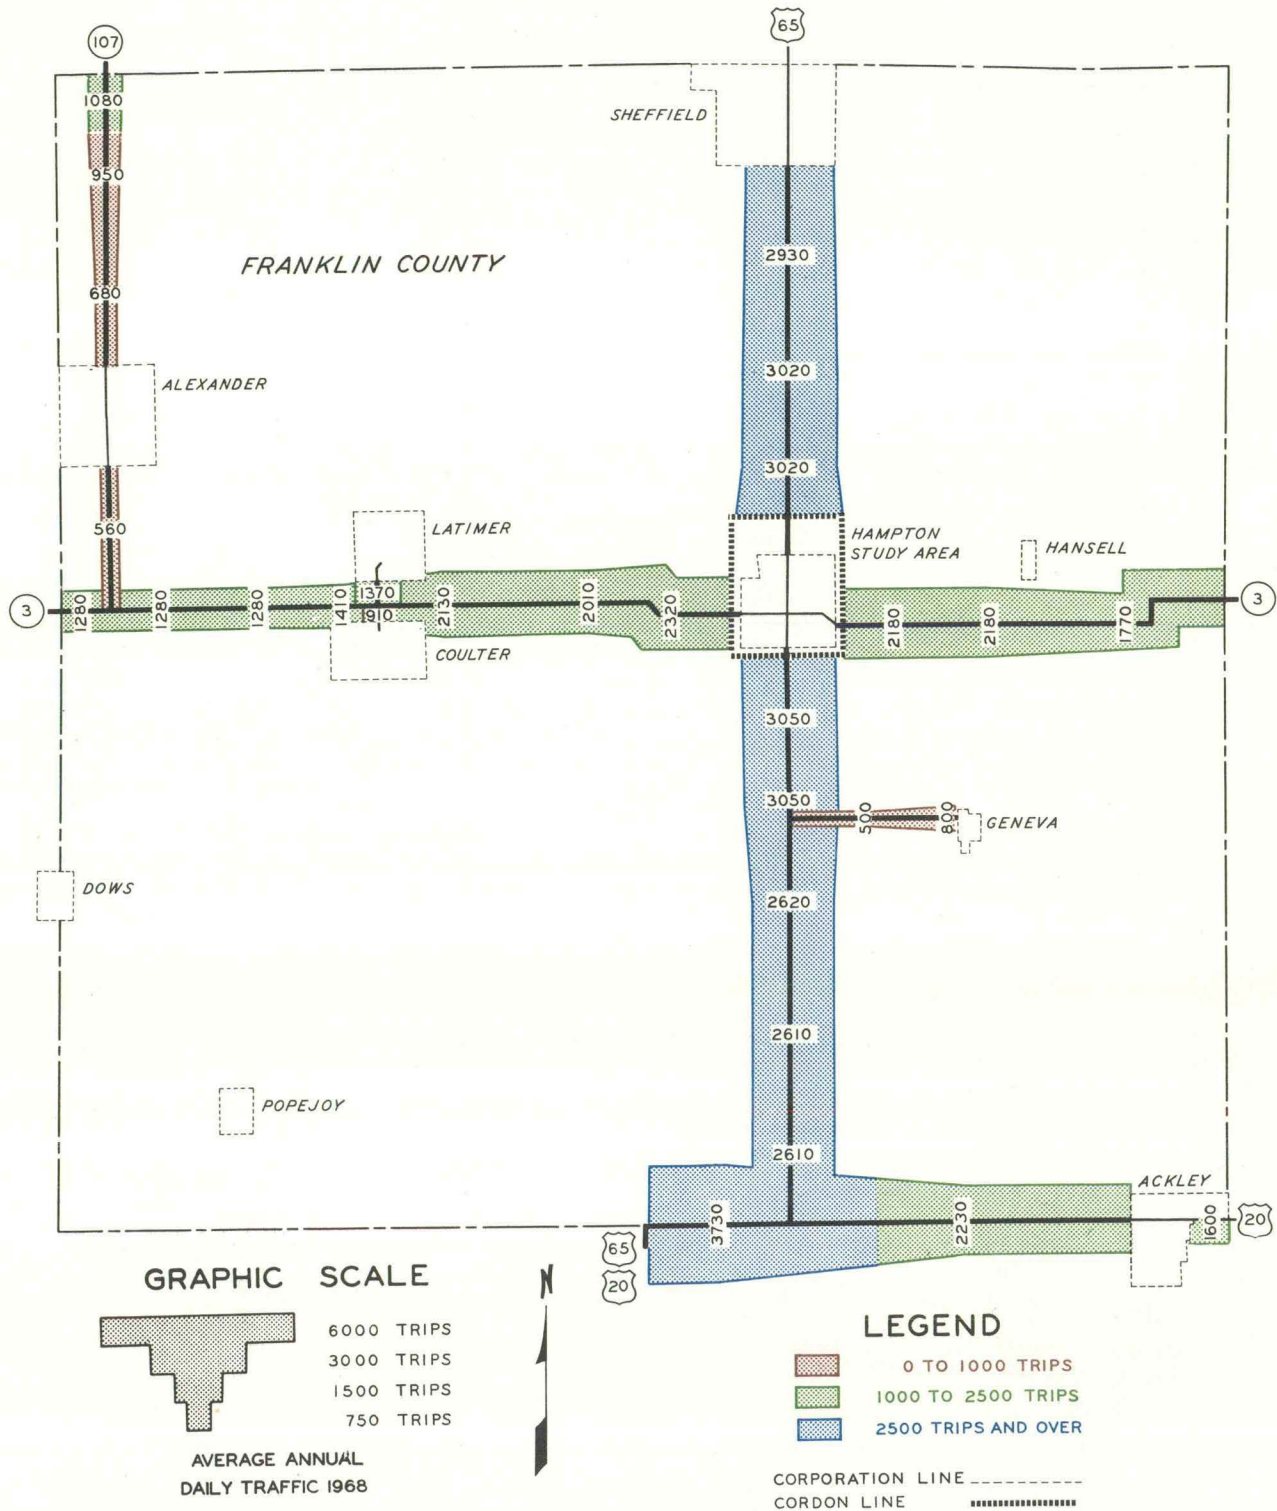 65
107
1080
SHEFFIELD
950
2930
FRANKLIN COUNTY
680
3020
ALEXANDER
3020
560
LATIMER
HAMPTON
STUDY AREA
HANSELL
3
1280
1280
1280
1410
1370
1910
2130
2010
2320
2180
2180
1770
3
COULTER
3050
3050
500
800
GENEVA
DOWS
2620
2610
POPEJOY
2610
ACKLEY
3730
2230
1600
20
65
20
GRAPHIC SCALE
N
6000 TRIPS
3000 TRIPS
1500 TRIPS
750 TRIPS
AVERAGE ANNUAL
DAILY TRAFFIC 1968
LEGEND
0 TO 1000 TRIPS
1000 TO 2500 TRIPS
2500 TRIPS AND OVER
CORPORATION LINE
CORDON LINE